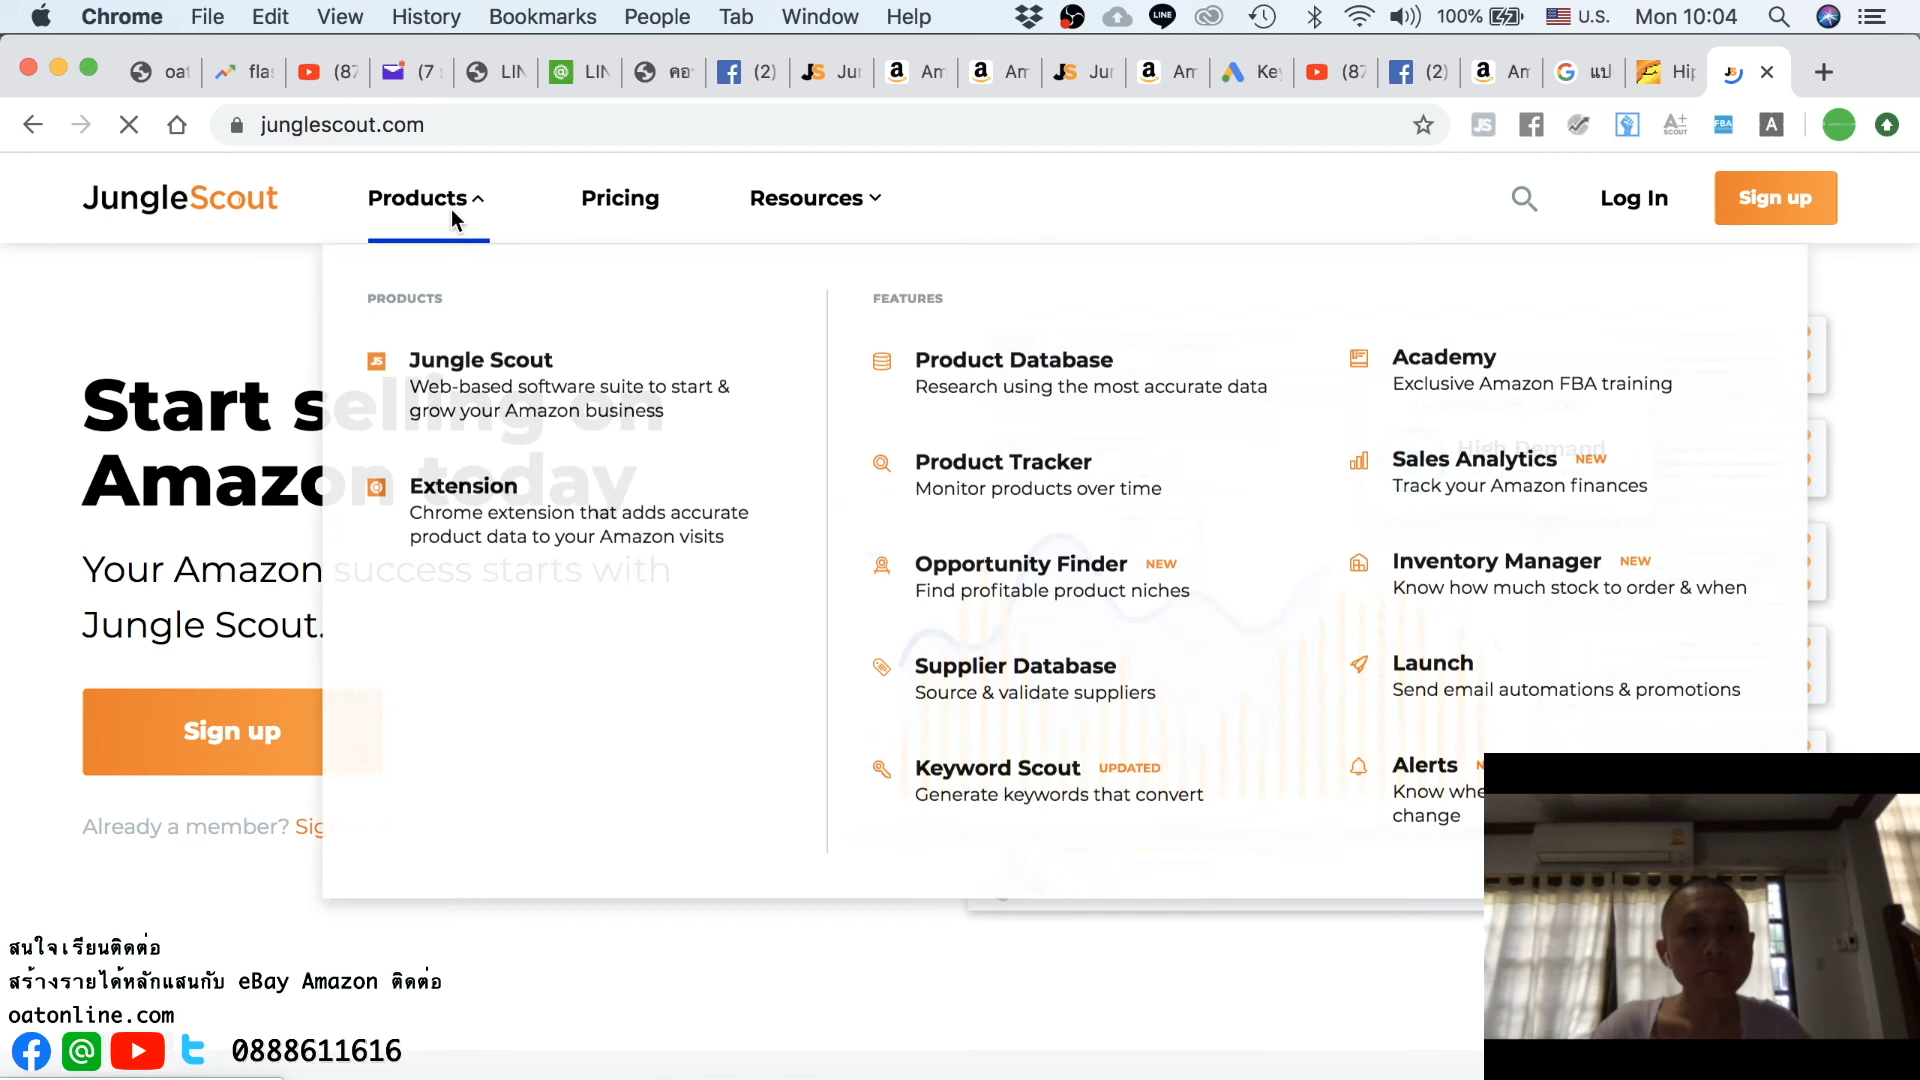 Chrome File Edit View History Bookmarks People Tab Window Help 100% U.S. Mon 10:04
oat flas (87 (7 LIN LIN คอ (2) Jur Am Am Jur Am Key (87 (2) Am แป Hip
junglescout.com
JungleScout Products Pricing Resources Log In Sign up
PRODUCTS
Jungle Scout
Web-based software suite to start &
grow your Amazon business
Extension
Chrome extension that adds accurate
product data to your Amazon visits
FEATURES
Product Database
Research using the most accurate data
Product Tracker
Monitor products over time
Opportunity Finder NEW
Find profitable product niches
Supplier Database
Source & validate suppliers
Keyword Scout UPDATED
Generate keywords that convert
Academy
Exclusive Amazon FBA training
High Demand
Sales Analytics NEW
Track your Amazon finances
Inventory Manager NEW
Know how much stock to order & when
Launch
Send email automations & promotions
Alerts
Know whe
change
Start selling on
Amazon today
Your Amazon success starts with
Jungle Scout.
Sign up
Already a member? Sig
สนใจเรียนติดต่อ
สร้างรายได้หลักแสนกับ eBay Amazon ติดต่อ
oatonline.com
0888611616